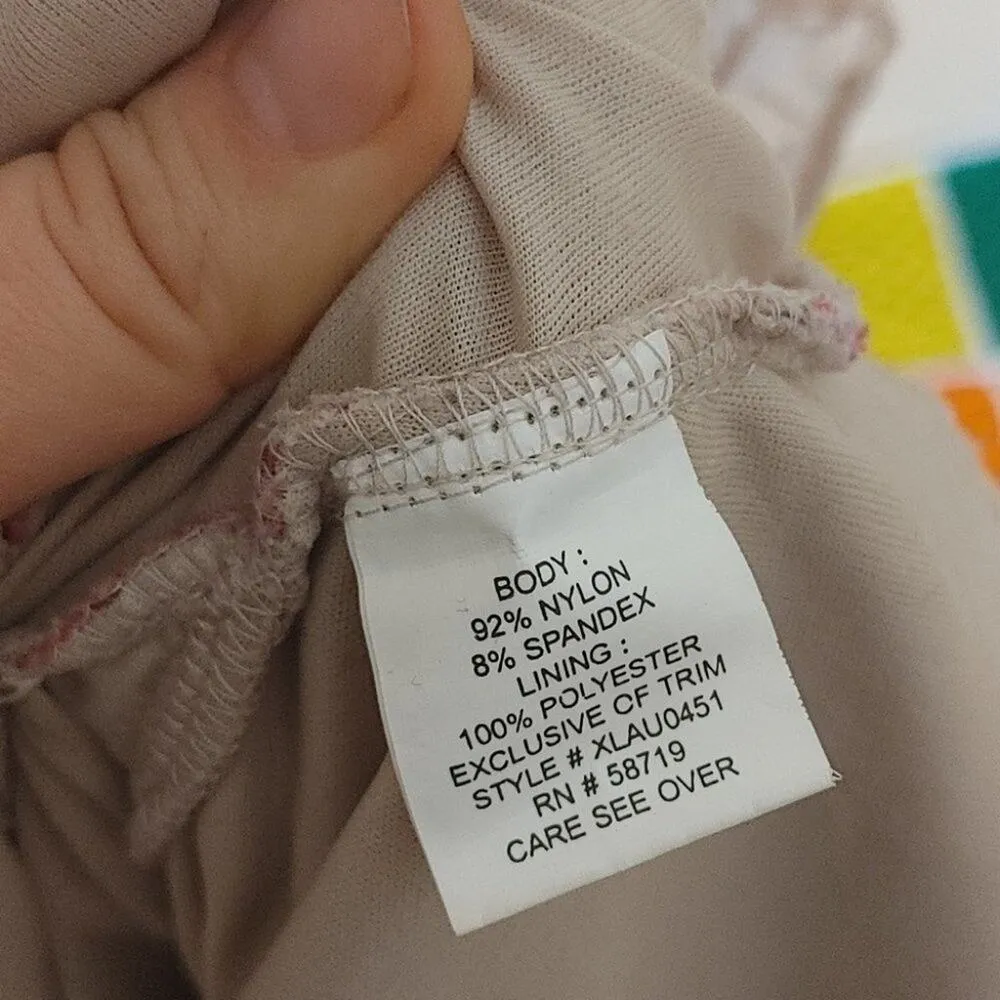 BODY :
92% NYLON
8% SPANDEX
LINING :
100% POLYESTER
EXCLUSIVE OF TRIM
STYLE # XLAU0451
RN # 58719
CARE SEE OVER